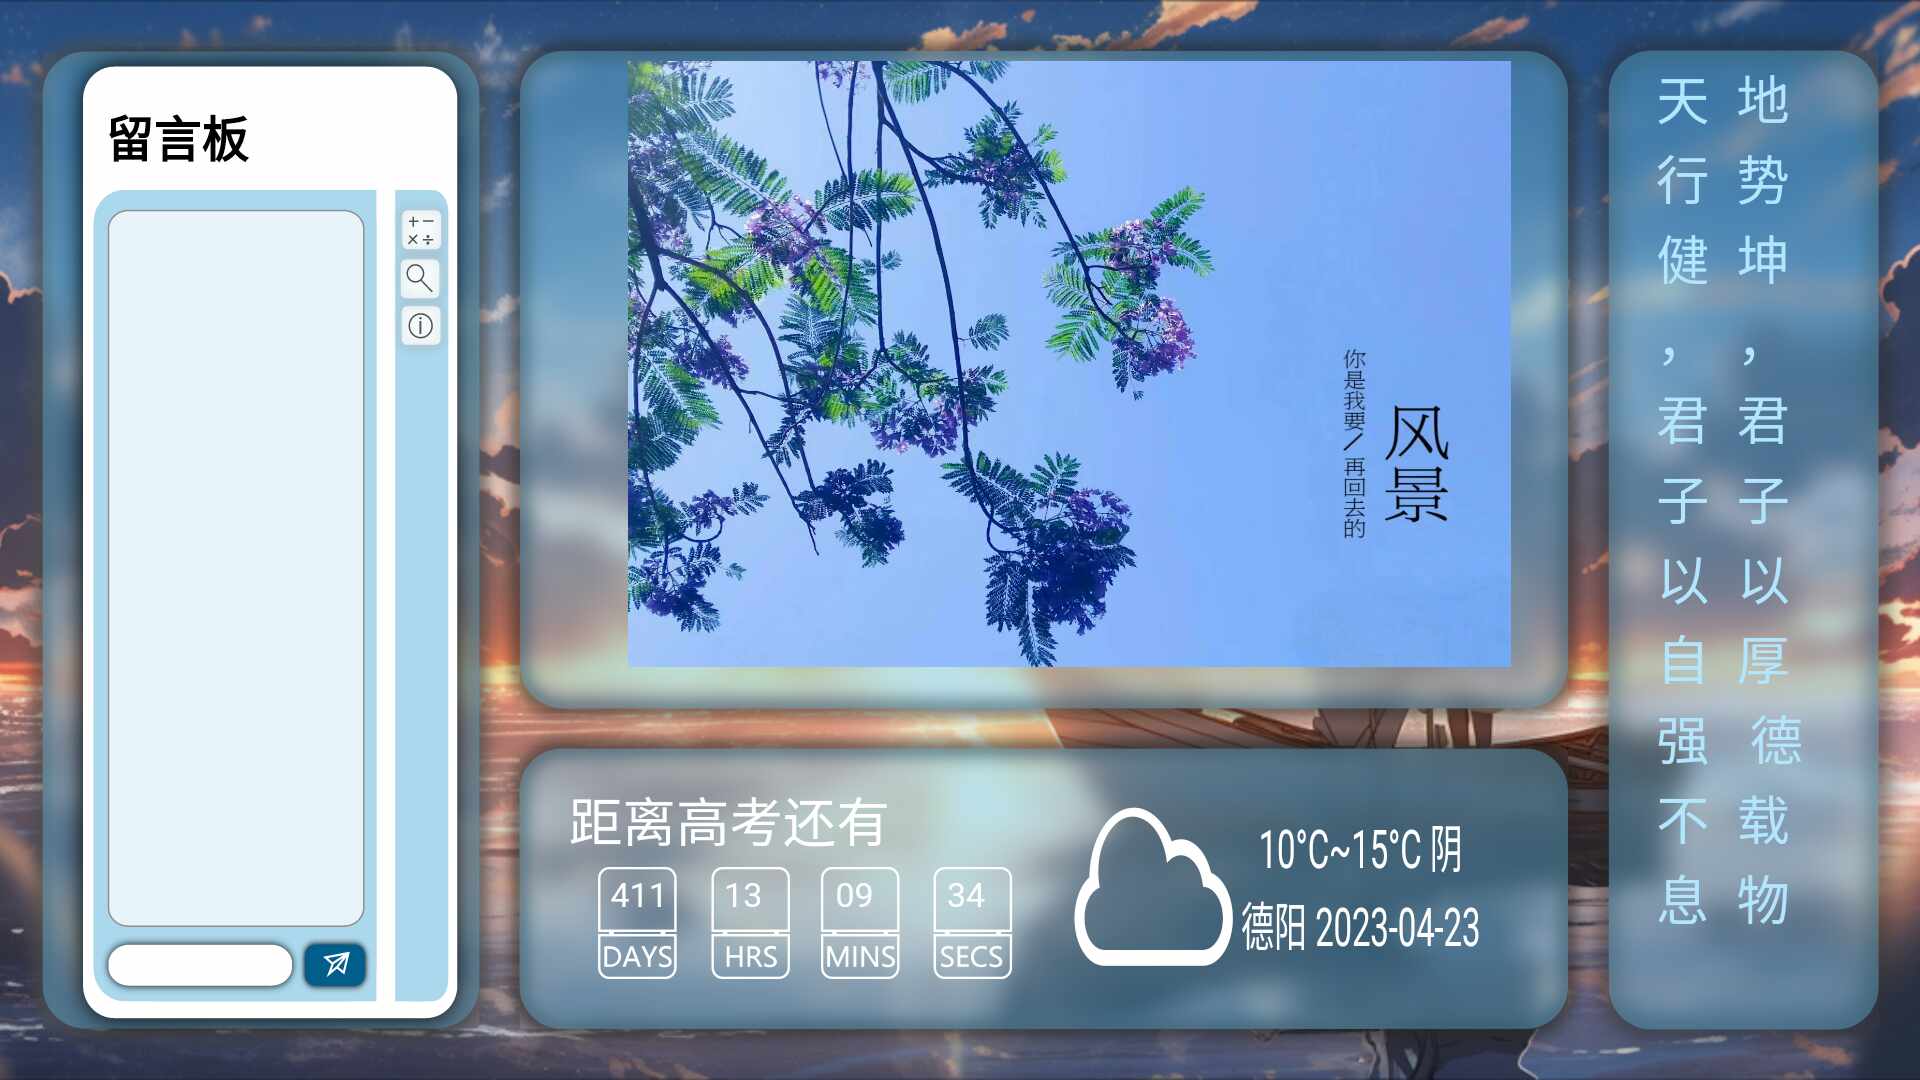 留言板
你是我要/再回去的
风景
天行健，君子以自强不息
地势坤，君子以厚德载物
距离高考还有
411 13 09 34
DAYS HRS MINS SECS
10°C~15°C 阴
德阳 2023-04-23